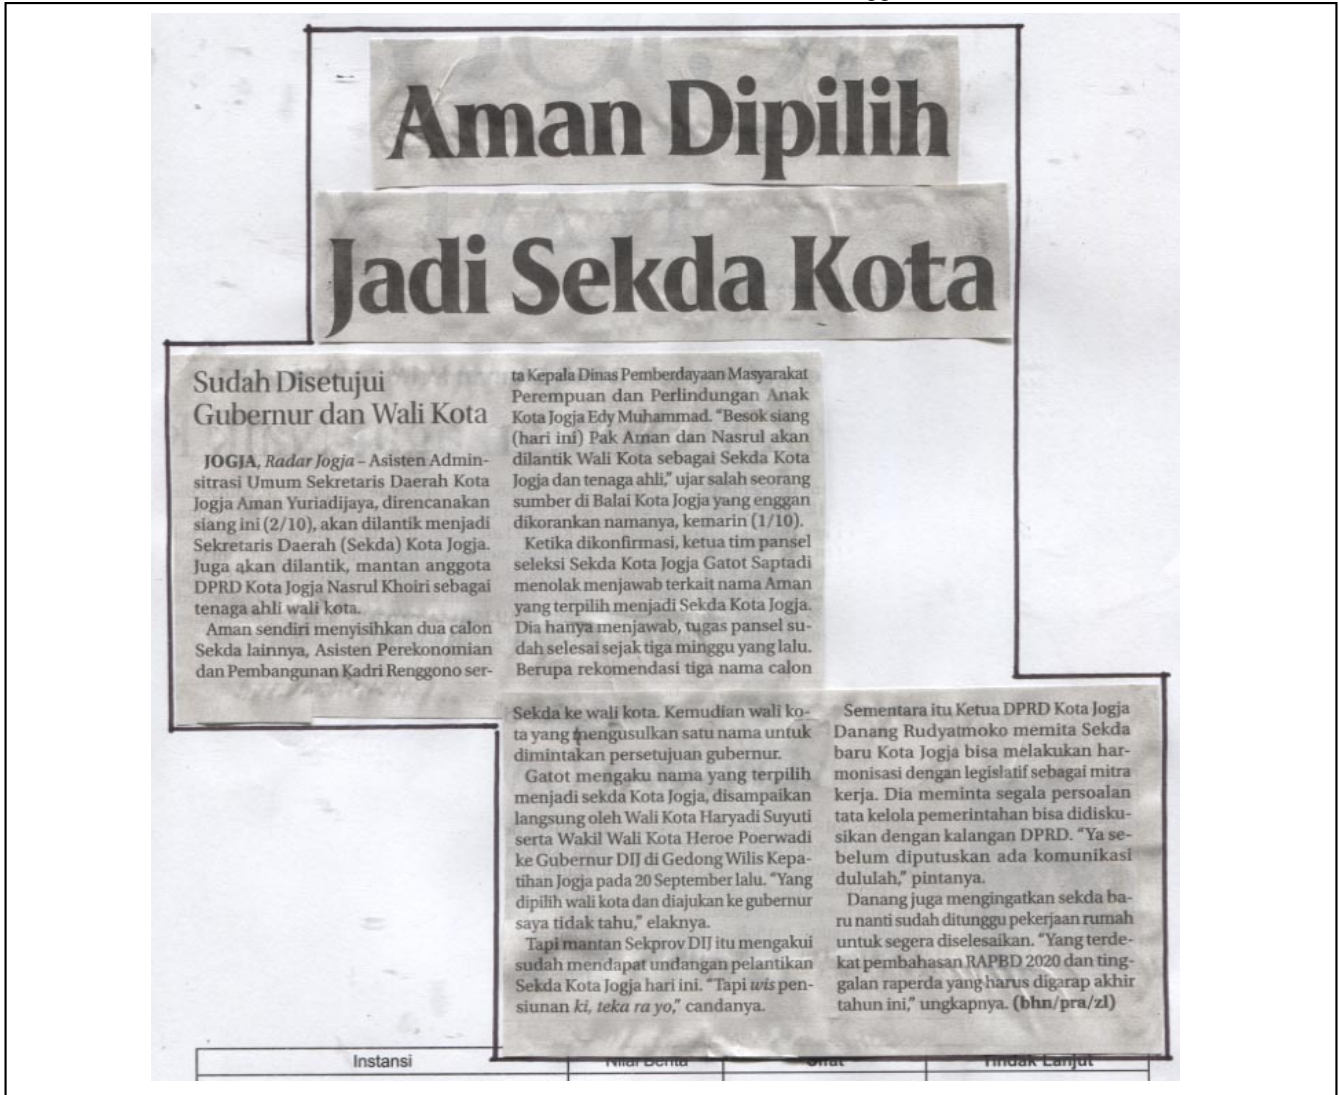 Aman Dipilih
Jadi Sekda Kota
Sudah Disetujui
Gubernur dan Wali Kota
JOGJA, Radar Jogja – Asisten Admin-
sitrasi Umum Sekretaris Daerah Kota
Jogja Aman Yuriadijaya, direncanakan
siang ini (2/10), akan dilantik menjadi
Sekretaris Daerah (Sekda) Kota Jogja.
Juga akan dilantik, mantan anggota
DPRD Kota Jogja Nasrul Khoiri sebagai
tenaga ahli wali kota.
Aman sendiri menyisihkan dua calon
Sekda lainnya, Asisten Perekonomian
dan Pembangunan Kadri Renggono ser-
ta Kepala Dinas Pemberdayaan Masyarakat
Perempuan dan Perlindungan Anak
Kota Jogja Edy Muhammad. “Besok siang
(hari ini) Pak Aman dan Nasrul akan
dilantik Wali Kota sebagai Sekda Kota
Jogja dan tenaga ahli,” ujar salah seorang
sumber di Balai Kota Jogja yang enggan
dikorankan namanya, kemarin (1/10).
Ketika dikonfirmasi, ketua tim pansel
seleksi Sekda Kota Jogja Gatot Saptadi
menolak menjawab terkait nama Aman
yang terpilih menjadi Sekda Kota Jogja.
Dia hanya menjawab, tugas pansel su-
dah selesai sejak tiga minggu yang lalu.
Berupa rekomendasi tiga nama calon
Sekda ke wali kota. Kemudian wali ko-
ta yang mengusulkan satu nama untuk
dimintakan persetujuan gubernur.
Gatot mengaku nama yang terpilih
menjadi sekda Kota Jogja, disampaikan
langsung oleh Wali Kota Haryadi Suyuti
serta Wakil Wali Kota Heroe Poerwadi
ke Gubernur DIJ di Gedong Wilis Kepa-
tihan Jogja pada 20 September lalu. “Yang
dipilih wali kota dan diajukan ke gubernur
saya tidak tahu,” elaknya.
Tapi mantan Sekprov DIJ itu mengakui
sudah mendapat undangan pelantikan
Sekda Kota Jogja hari ini. “Tapi wis pen-
siunan ki, teka ra yo,” candanya.
Sementara itu Ketua DPRD Kota Jogja
Danang Rudyatmoko memita Sekda
baru Kota Jogja bisa melakukan har-
monisasi dengan legislatif sebagai mitra
kerja. Dia meminta segala persoalan
tata kelola pemerintahan bisa didisku-
sikan dengan kalangan DPRD. “Ya se-
belum diputuskan ada komunikasi
dululah,” pintanya.
Danang juga mengingatkan sekda ba-
ru nanti sudah ditunggu pekerjaan rumah
untuk segera diselesaikan. “Yang terde-
kat pembahasan RAPBD 2020 dan ting-
galan raperda yang harus digarap akhir
tahun ini,” ungkapnya. (bhn/pra/zl)
Instansi
Tindak Lanjut